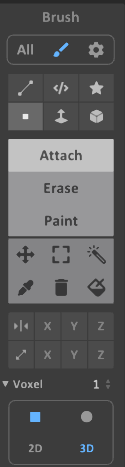 Brush
All
</>
Attach
Erase
Paint
X Y Z
X Y Z
Voxel 1
2D 3D